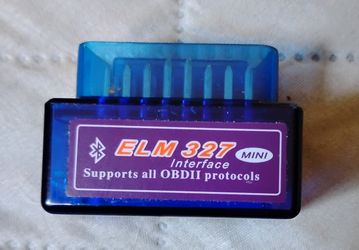 ELM 327 MINI
Interface
Supports all OBDII protocols